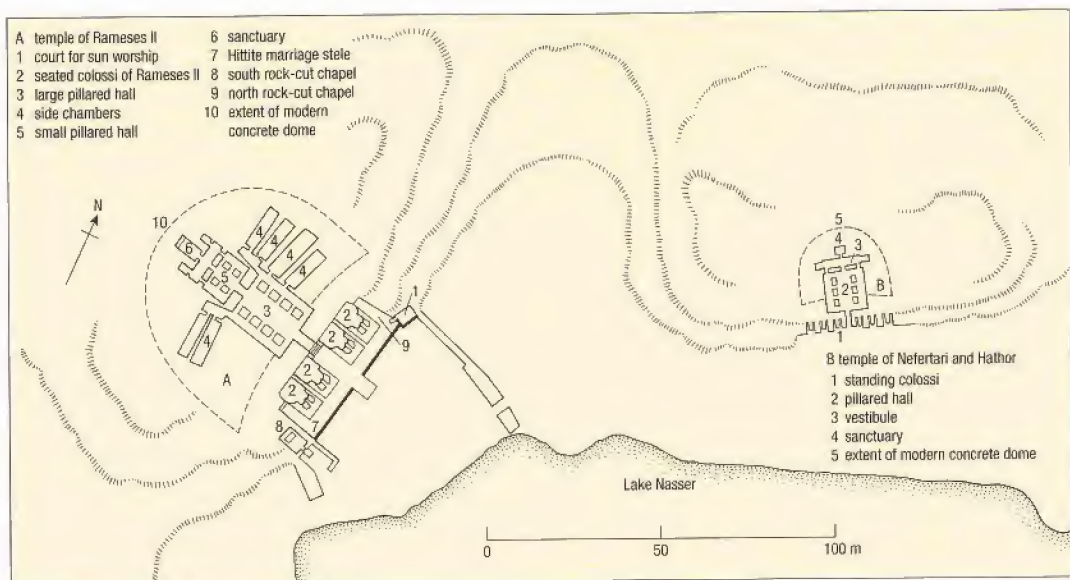 A temple of Rameses II
1 court for sun worship
2 seated colossi of Rameses II
3 large pillared hall
4 side chambers
5 small pillared hall
6 sanctuary
7 Hittite marriage stele
8 south rock-cut chapel
9 north rock-cut chapel
10 extent of modern
concrete dome
N
10
6
5
4
4
4
4
3
4
A
2
2
2
2
1
9
7
8
5
4
3
2
B
1
B temple of Nefertari and Hathor
1 standing colossi
2 pillared hall
3 vestibule
4 sanctuary
5 extent of modern concrete dome
Lake Nasser
0 50 100 m